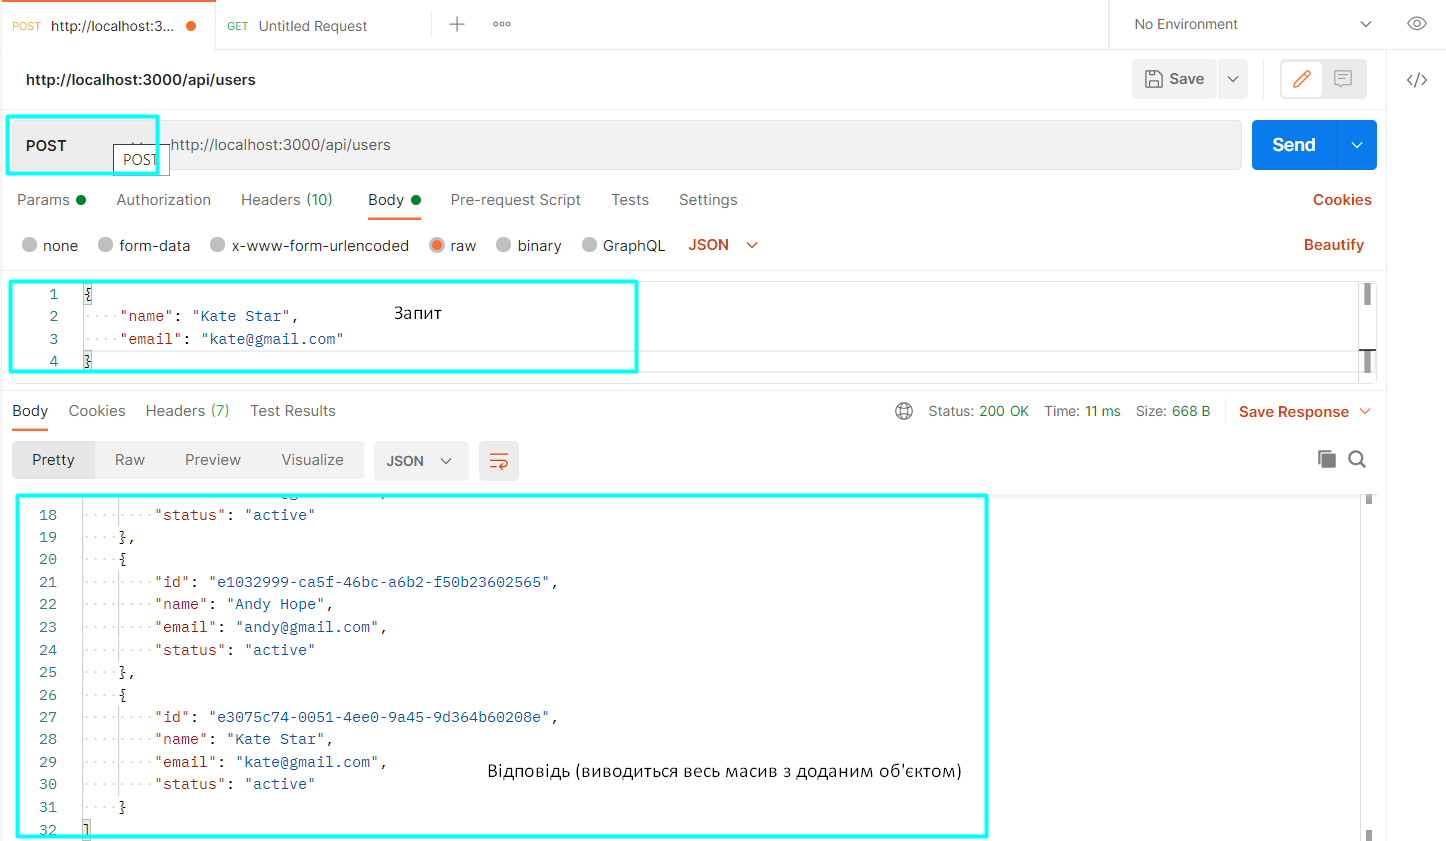 POST http://localhost:3... GET Untitled Request No Environment
http://localhost:3000/api/users Save
POST http://localhost:3000/api/users Send
POST
Params Authorization Headers (10) Body Pre-request Script Tests Settings Cookies
none form-data x-www-form-urlencoded raw binary GraphQL JSON Beautify
1 {
2 "name": "Kate Star",
3 "email": "kate@gmail.com"
4 }
Запит
Body Cookies Headers (7) Test Results Status: 200 OK Time: 11 ms Size: 668 B Save Response
Pretty Raw Preview Visualize JSON
18 "status": "active"
19 },
20 {
21 "id": "e1032999-ca5f-46bc-a6b2-f50b23602565",
22 "name": "Andy Hope",
23 "email": "andy@gmail.com",
24 "status": "active"
25 },
26 {
27 "id": "e3075c74-0051-4ee0-9a45-9d364b60208e",
28 "name": "Kate Star",
29 "email": "kate@gmail.com",
30 "status": "active"
31 }
32 ]
Відповідь (виводиться весь масив з доданим об'єктом)